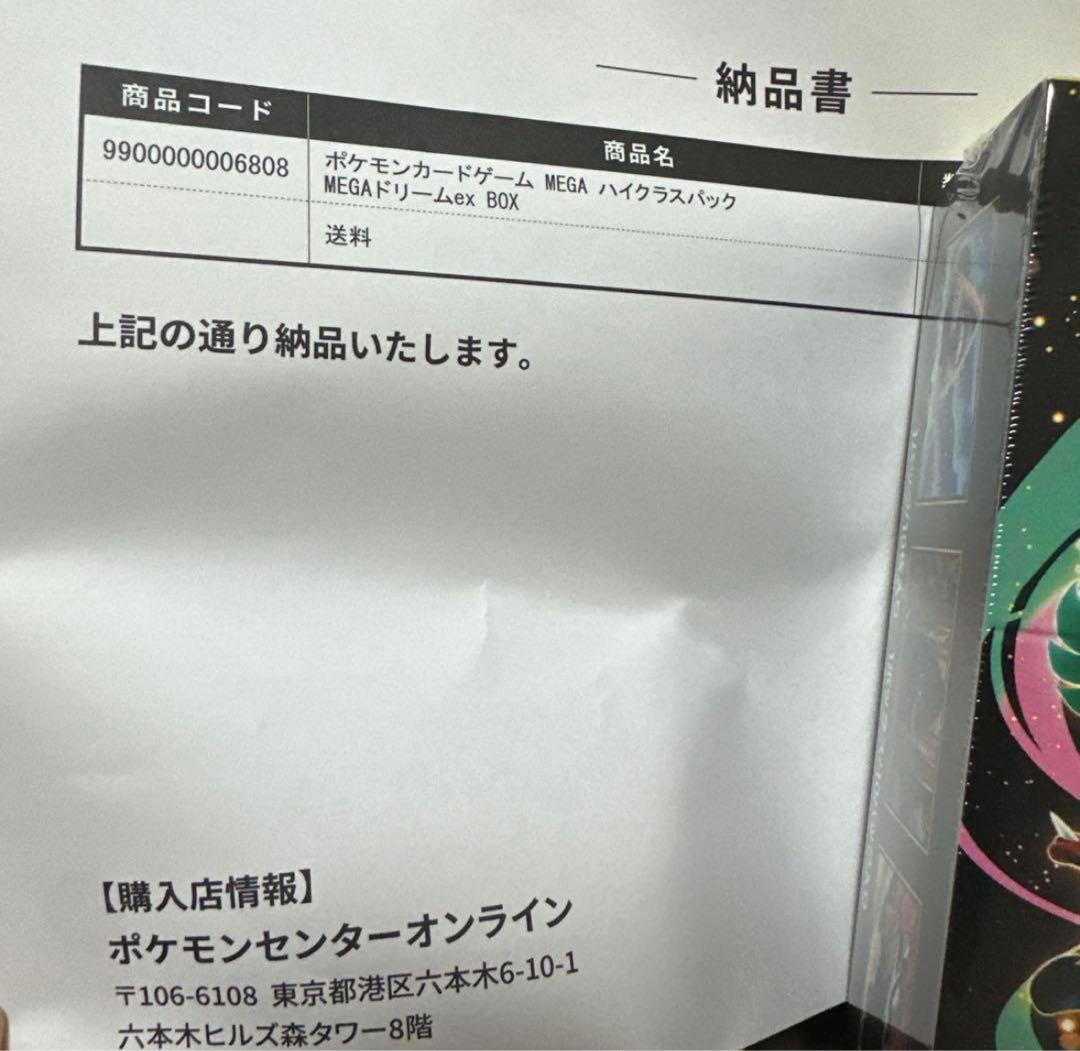 納品書
商品コード
商品名
9900000006808
ポケモンカードゲーム MEGA ハイクラスパック
MEGAドリームex BOX
送料
上記の通り納品いたします。
【購入店情報】
ポケモンセンターオンライン
〒106-6108 東京都港区六本木6-10-1
六本木ヒルズ森タワー8階